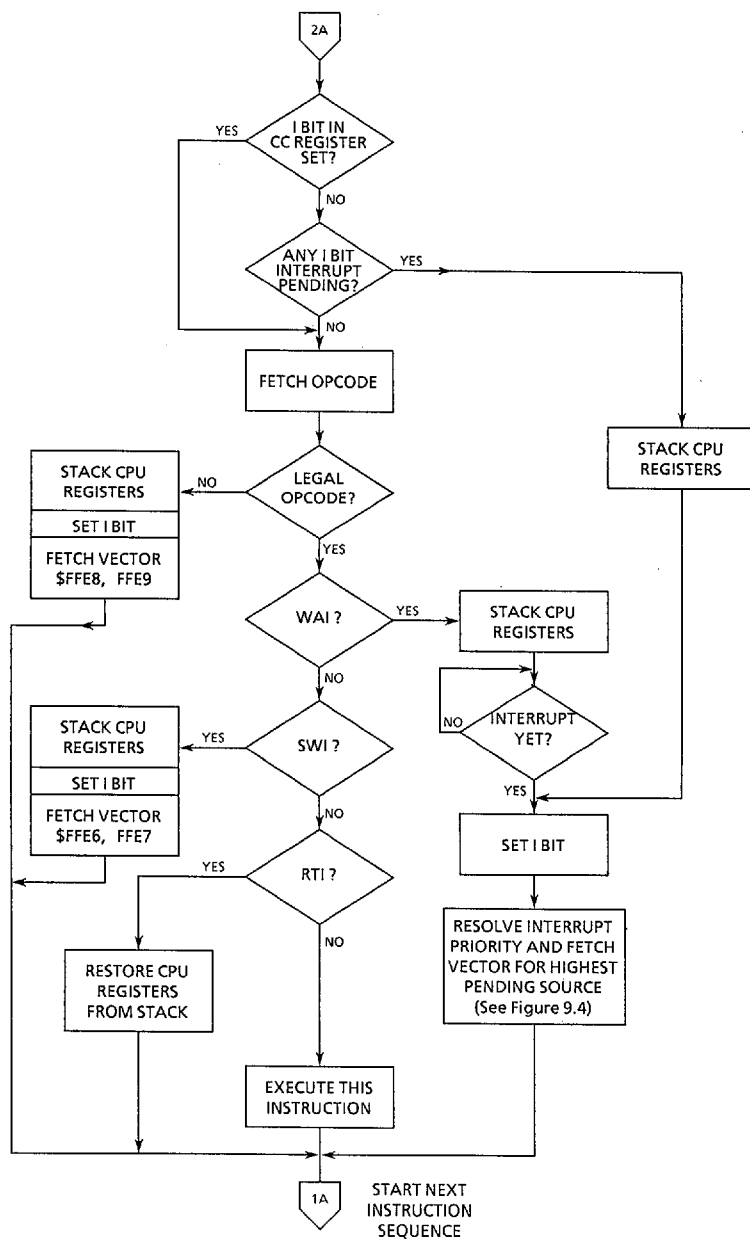 2A
I BIT IN
CC REGISTER
SET?
YES
NO
ANY I BIT
INTERRUPT
PENDING?
YES
NO
FETCH OPCODE
STACK CPU
REGISTERS
LEGAL
OPCODE?
NO
STACK CPU
REGISTERS
SET I BIT
FETCH VECTOR
$FFE8, FFE9
YES
WAI ?
YES
STACK CPU
REGISTERS
NO
INTERRUPT
YET?
NO
YES
SWI ?
YES
STACK CPU
REGISTERS
SET I BIT
FETCH VECTOR
$FFE6, FFE7
NO
SET I BIT
RTI ?
YES
NO
RESOLVE INTERRUPT
PRIORITY AND FETCH
VECTOR FOR HIGHEST
PENDING SOURCE
(See Figure 9.4)
RESTORE CPU
REGISTERS
FROM STACK
EXECUTE THIS
INSTRUCTION
1A
START NEXT
INSTRUCTION
SEQUENCE